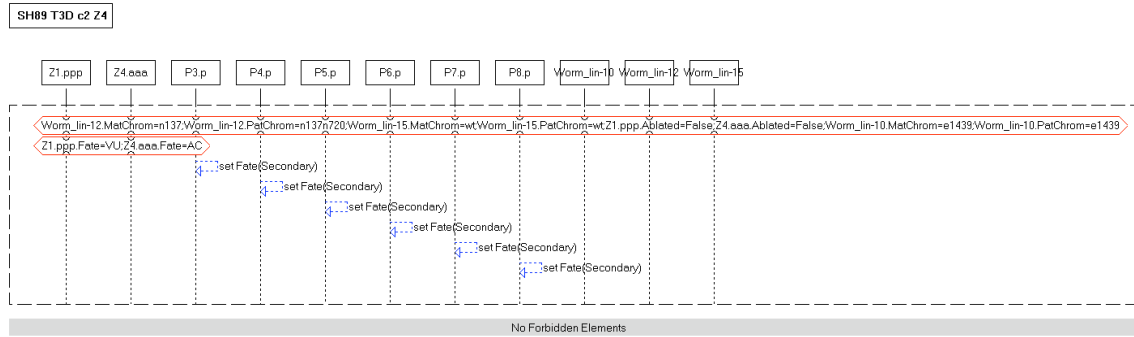 SH89 T3D c2 Z4
Z1.ppp Z4.aaa P3.p P4.p P5.p P6.p P7.p P8.p Worm_lin-10 Worm_lin-12 Worm_lin-15
Worm_lin-12.MatChrom=n137;Worm_lin-12.PatChrom=n137n720;Worm_lin-15.MatChrom=wt;Worm_lin-15.PatChrom=wt;Z1.ppp.Ablated=False;Z4.aaa.Ablated=False;Worm_lin-10.MatChrom=e1439;Worm_lin-10.PatChrom=e1439
Z1.ppp.Fate=VU;Z4.aaa.Fate=AC
set Fate(Secondary)
set Fate(Secondary)
set Fate(Secondary)
set Fate(Secondary)
set Fate(Secondary)
set Fate(Secondary)
No Forbidden Elements